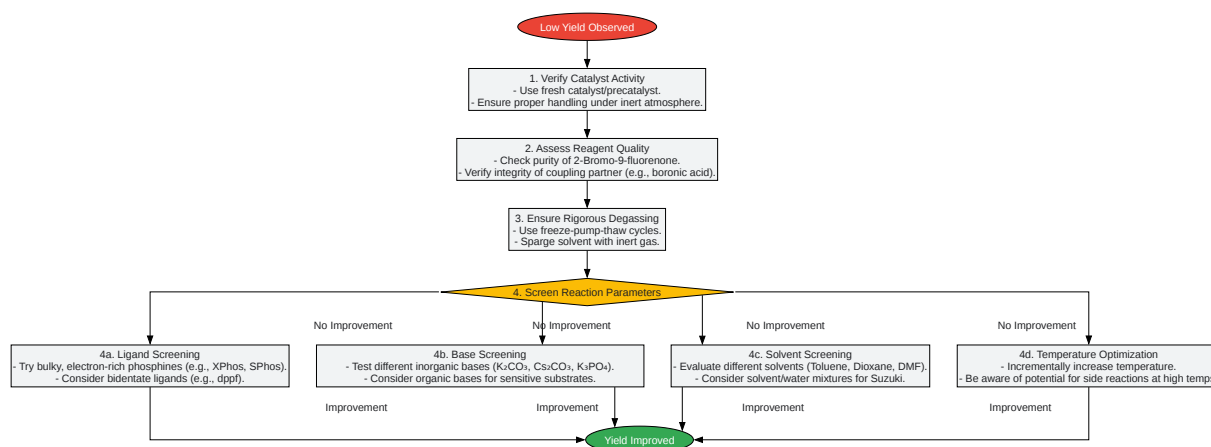 Low Yield Observed
1. Verify Catalyst Activity
- Use fresh catalyst/precatalyst.
- Ensure proper handling under inert atmosphere.
2. Assess Reagent Quality
- Check purity of 2-Bromo-9-fluorenone.
- Verify integrity of coupling partner (e.g., boronic acid).
3. Ensure Rigorous Degassing
- Use freeze-pump-thaw cycles.
- Sparge solvent with inert gas.
4. Screen Reaction Parameters
No Improvement
No Improvement
No Improvement
No Improvement
4a. Ligand Screening
- Try bulky, electron-rich phosphines (e.g., XPhos, SPhos).
- Consider bidentate ligands (e.g., dppf).
4b. Base Screening
- Test different inorganic bases (K₂CO₃, Cs₂CO₃, K₃PO₄).
- Consider organic bases for sensitive substrates.
4c. Solvent Screening
- Evaluate different solvents (Toluene, Dioxane, DMF).
- Consider solvent/water mixtures for Suzuki.
4d. Temperature Optimization
- Incrementally increase temperature.
- Be aware of potential for side reactions at high temps
Improvement
Improvement
Improvement
Improvement
Yield Improved